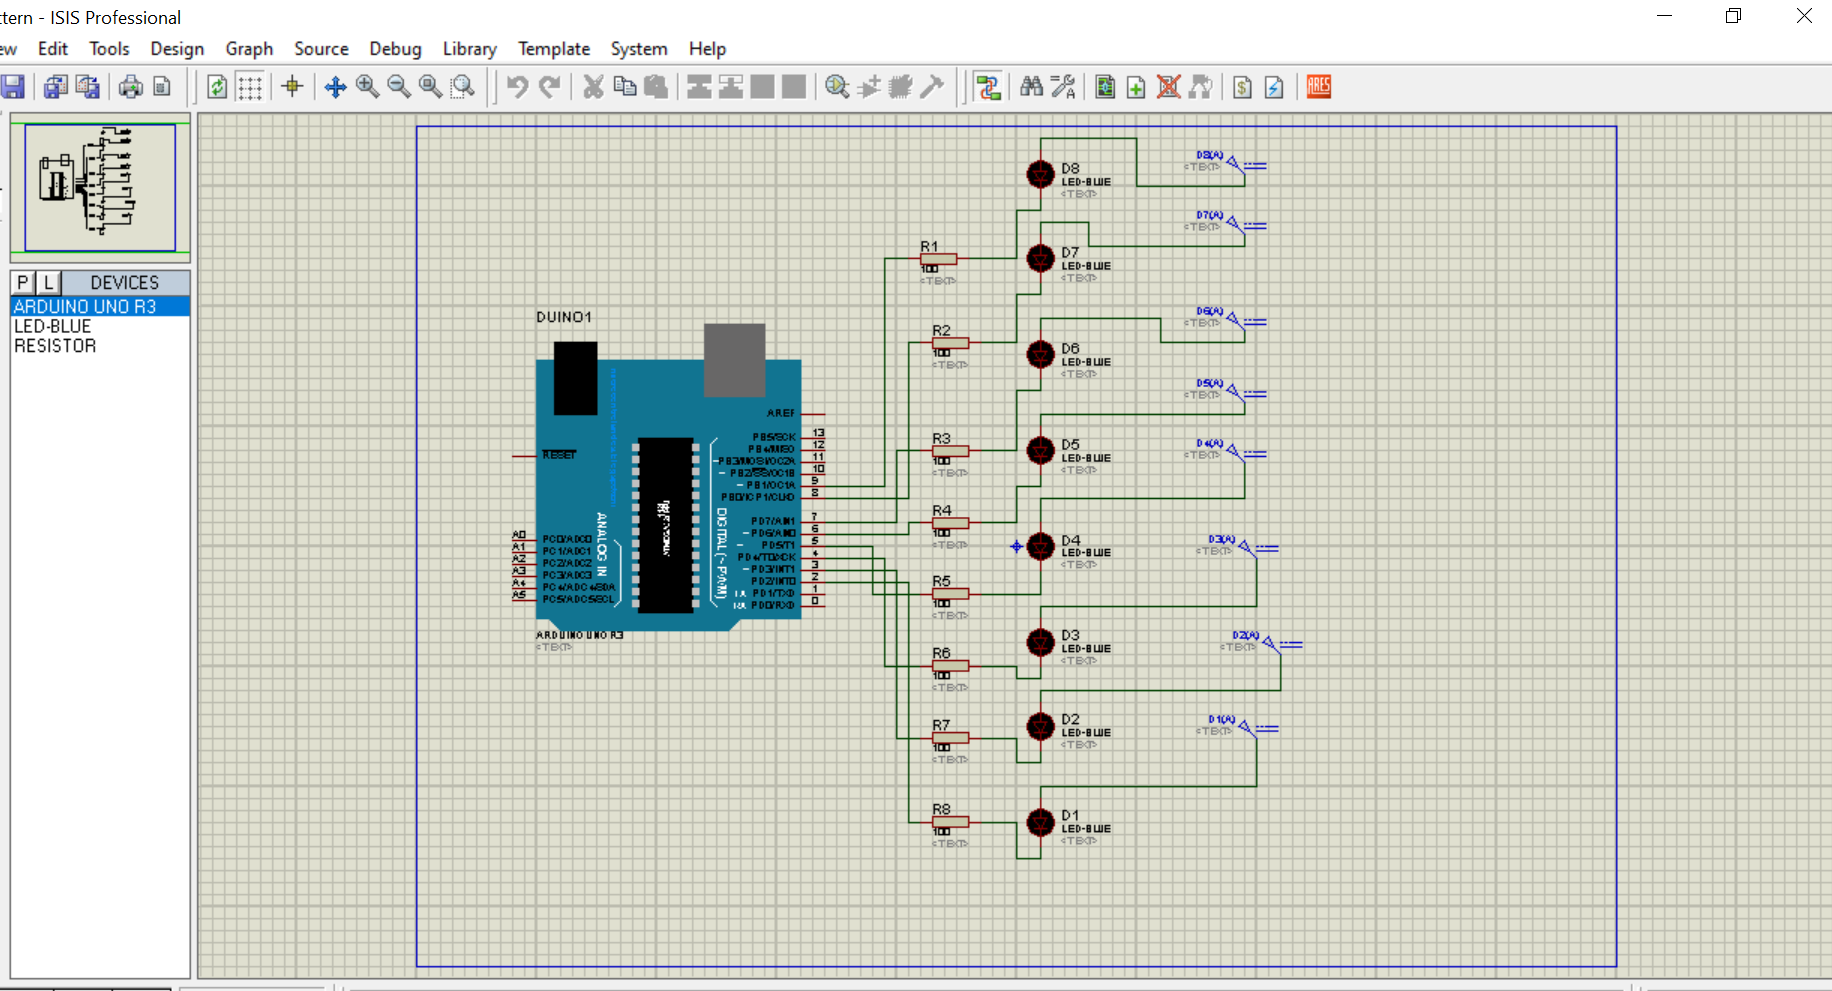 ttern - ISIS Professional
ew Edit Tools Design Graph Source Debug Library Template System Help
ARES
P L DEVICES
ARDUINO UNO R3
LED-BLUE
RESISTOR
DUINO1
AREF
PB5/SCK 13
PB4/MISO 12
PB3/MOSI/OC2A 11
PB2/SS/OC1B 10
PB1/OC1A 9
PB0/ICP1/CLKO 8
PD7/AIN1 7
PD6/AIN0 6
PD5/T1 5
PD4/T0/XCK 4
PD3/INT1 3
PD2/INT0 2
TX PD1/TXD 1
RX PD0/RXD 0
DIGITAL (~PWM)
ANALOG IN
RESET
A0 PC0/ADC0
A1 PC1/ADC1
A2 PC2/ADC2
A3 PC3/ADC3
A4 PC4/ADC4/SDA
A5 PC5/ADC5/SCL
ARDUINO UNO R3
<TEXT>
R1
100
<TEXT>
R2
100
<TEXT>
R3
100
<TEXT>
R4
100
<TEXT>
R5
100
<TEXT>
R6
100
<TEXT>
R7
100
<TEXT>
R8
100
<TEXT>
D8
LED-BLUE
<TEXT>
D7
LED-BLUE
<TEXT>
D6
LED-BLUE
<TEXT>
D5
LED-BLUE
<TEXT>
D4
LED-BLUE
<TEXT>
D3
LED-BLUE
<TEXT>
D2
LED-BLUE
<TEXT>
D1
LED-BLUE
<TEXT>
D8(A)
<TEXT>
D7(A)
<TEXT>
D6(A)
<TEXT>
D5(A)
<TEXT>
D4(A)
<TEXT>
D3(A)
<TEXT>
D2(A)
<TEXT>
D1(A)
<TEXT>